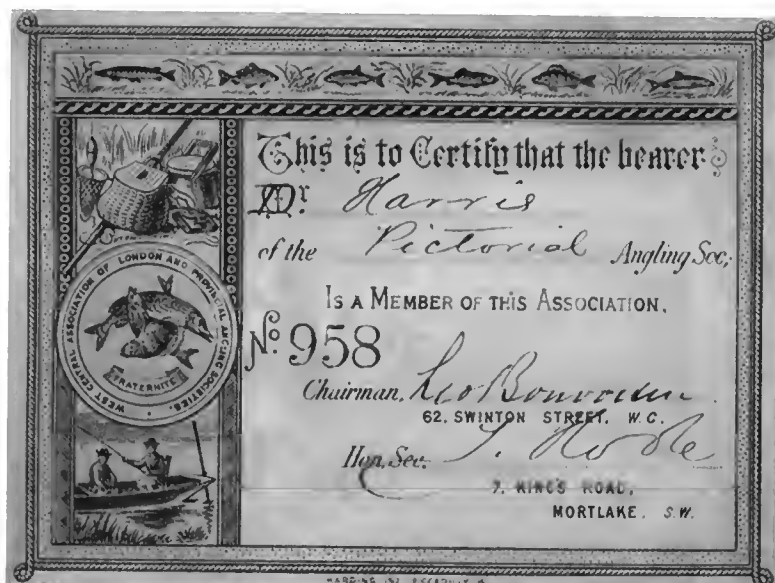 This is to Certify that the bearer
Mr. Harris
of the Pictorial Angling Soc;
IS A MEMBER OF THIS ASSOCIATION.
No. 958
Chairman,
62. SWINTON STREET. W.C.
Hon. Sec.
7. KING'S ROAD,
MORTLAKE. S.W.
WEST CENTRAL ASSOCIATION OF LONDON AND PROVINCIAL ANGLING SOCIETIES.
FRATERNITÉ